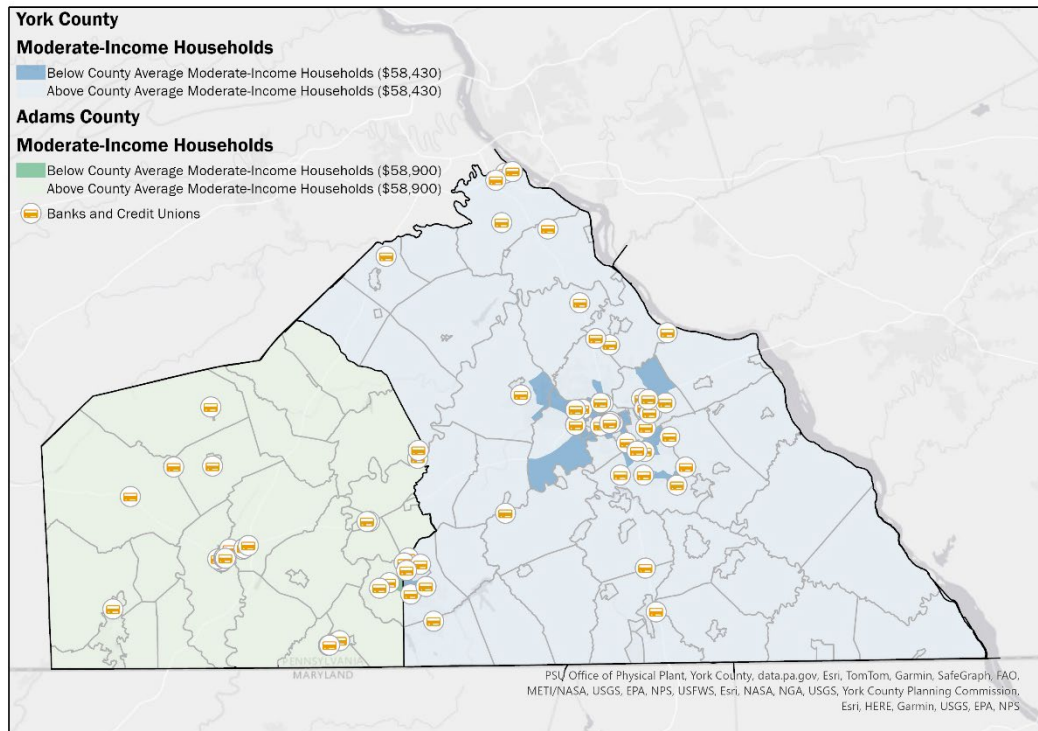 York County
Moderate-Income Households
Below County Average Moderate-Income Households ($58,430)
Above County Average Moderate-Income Households ($58,430)
Adams County
Moderate-Income Households
Below County Average Moderate-Income Households ($58,900)
Above County Average Moderate-Income Households ($58,900)
Banks and Credit Unions
PENNSYLVANIA
MARYLAND
PSU Office of Physical Plant, York County, data.pa.gov, Esri, TomTom, Garmin, SafeGraph, FAO,
METI/NASA, USGS, EPA, NPS, USFWS, Esri, NASA, NGA, USGS, York County Planning Commission,
Esri, HERE, Garmin, USGS, EPA, NPS